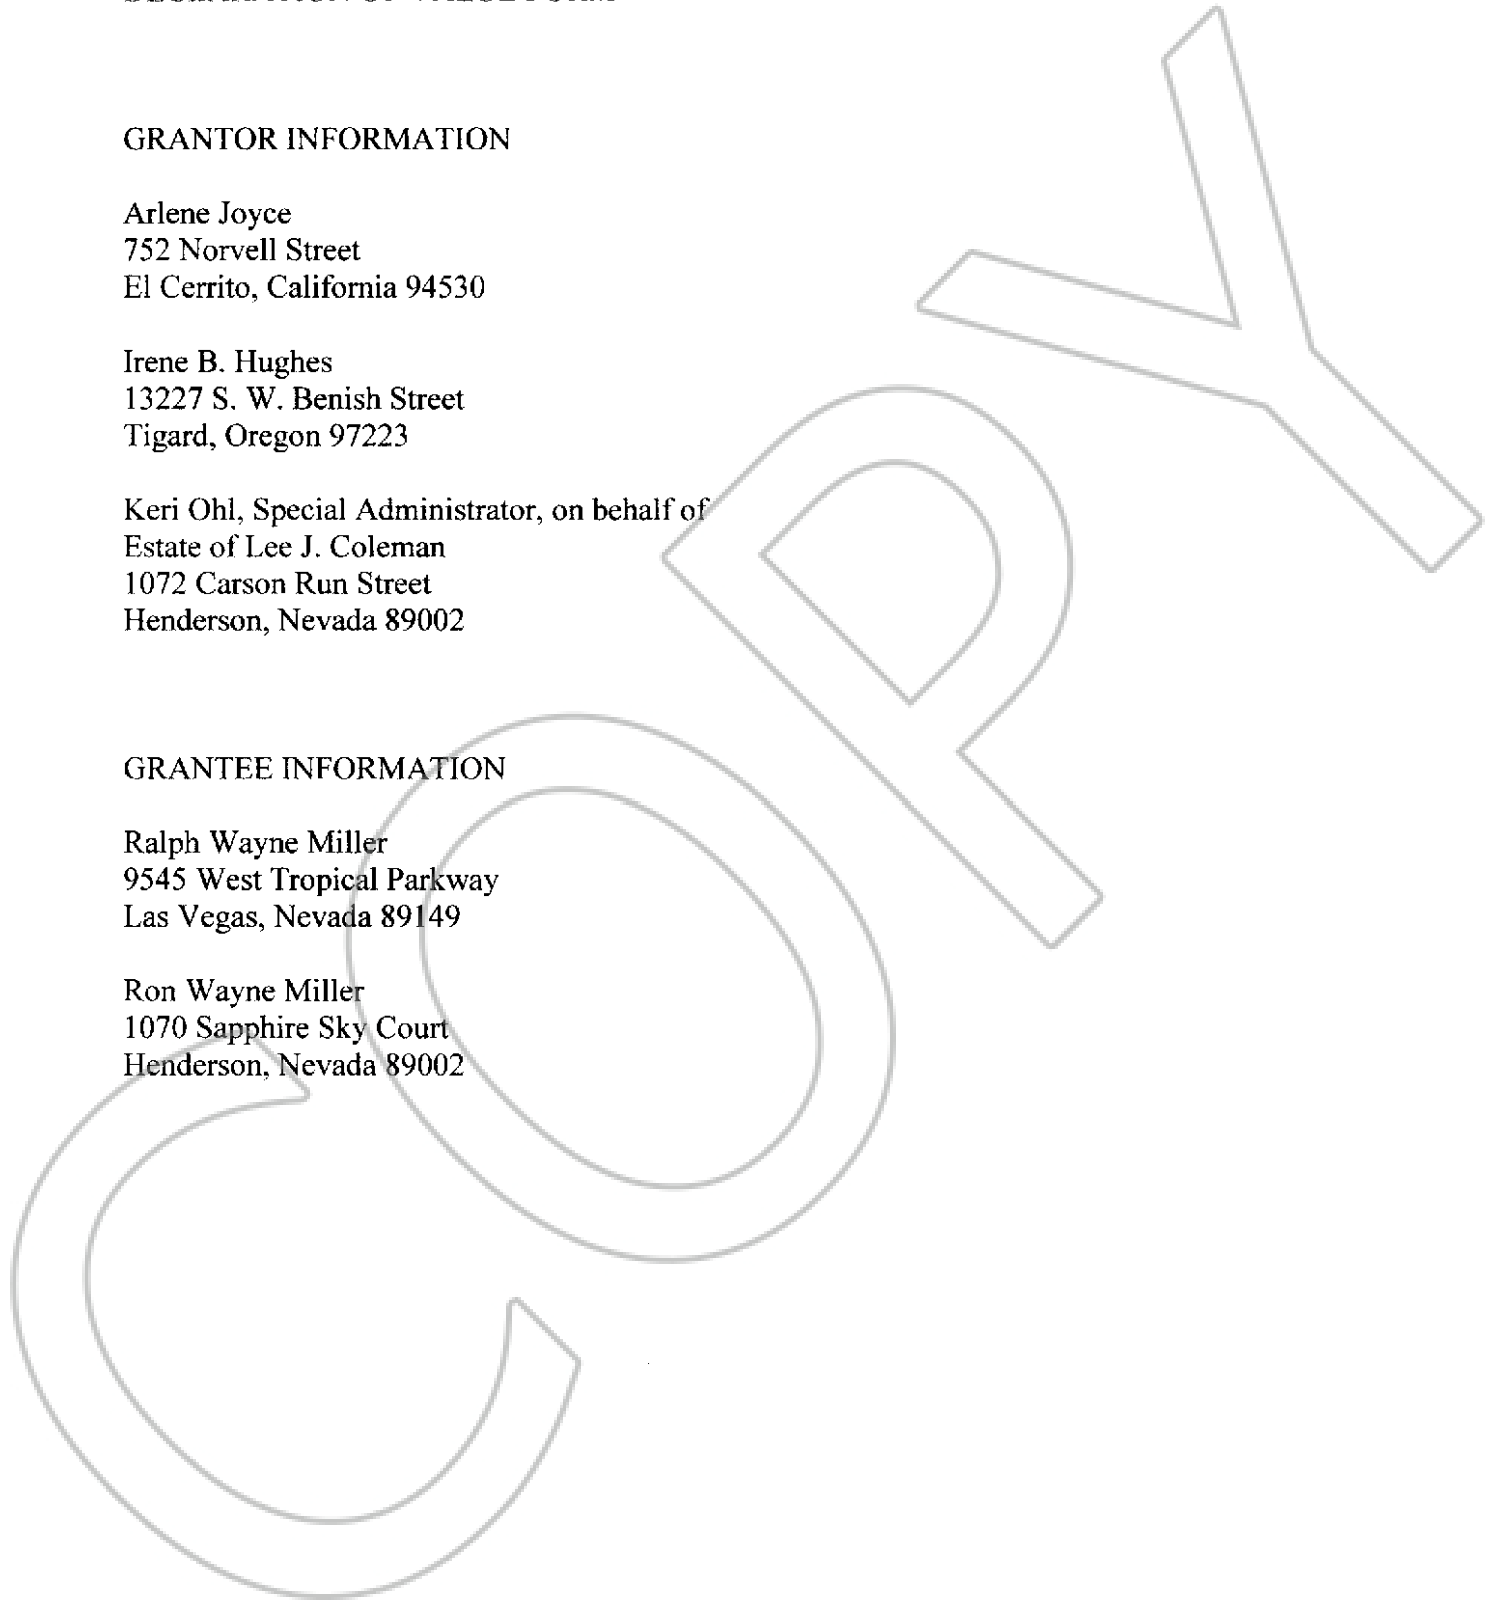 GRANTOR INFORMATION
Arlene Joyce
752 Norvell Street
El Cerrito, California 94530
Irene B. Hughes
13227 S. W. Benish Street
Tigard, Oregon 97223
Keri Ohl, Special Administrator, on behalf of
Estate of Lee J. Coleman
1072 Carson Run Street
Henderson, Nevada 89002
GRANTEE INFORMATION
Ralph Wayne Miller
9545 West Tropical Parkway
Las Vegas, Nevada 89149
Ron Wayne Miller
1070 Sapphire Sky Court
Henderson, Nevada 89002
COPY